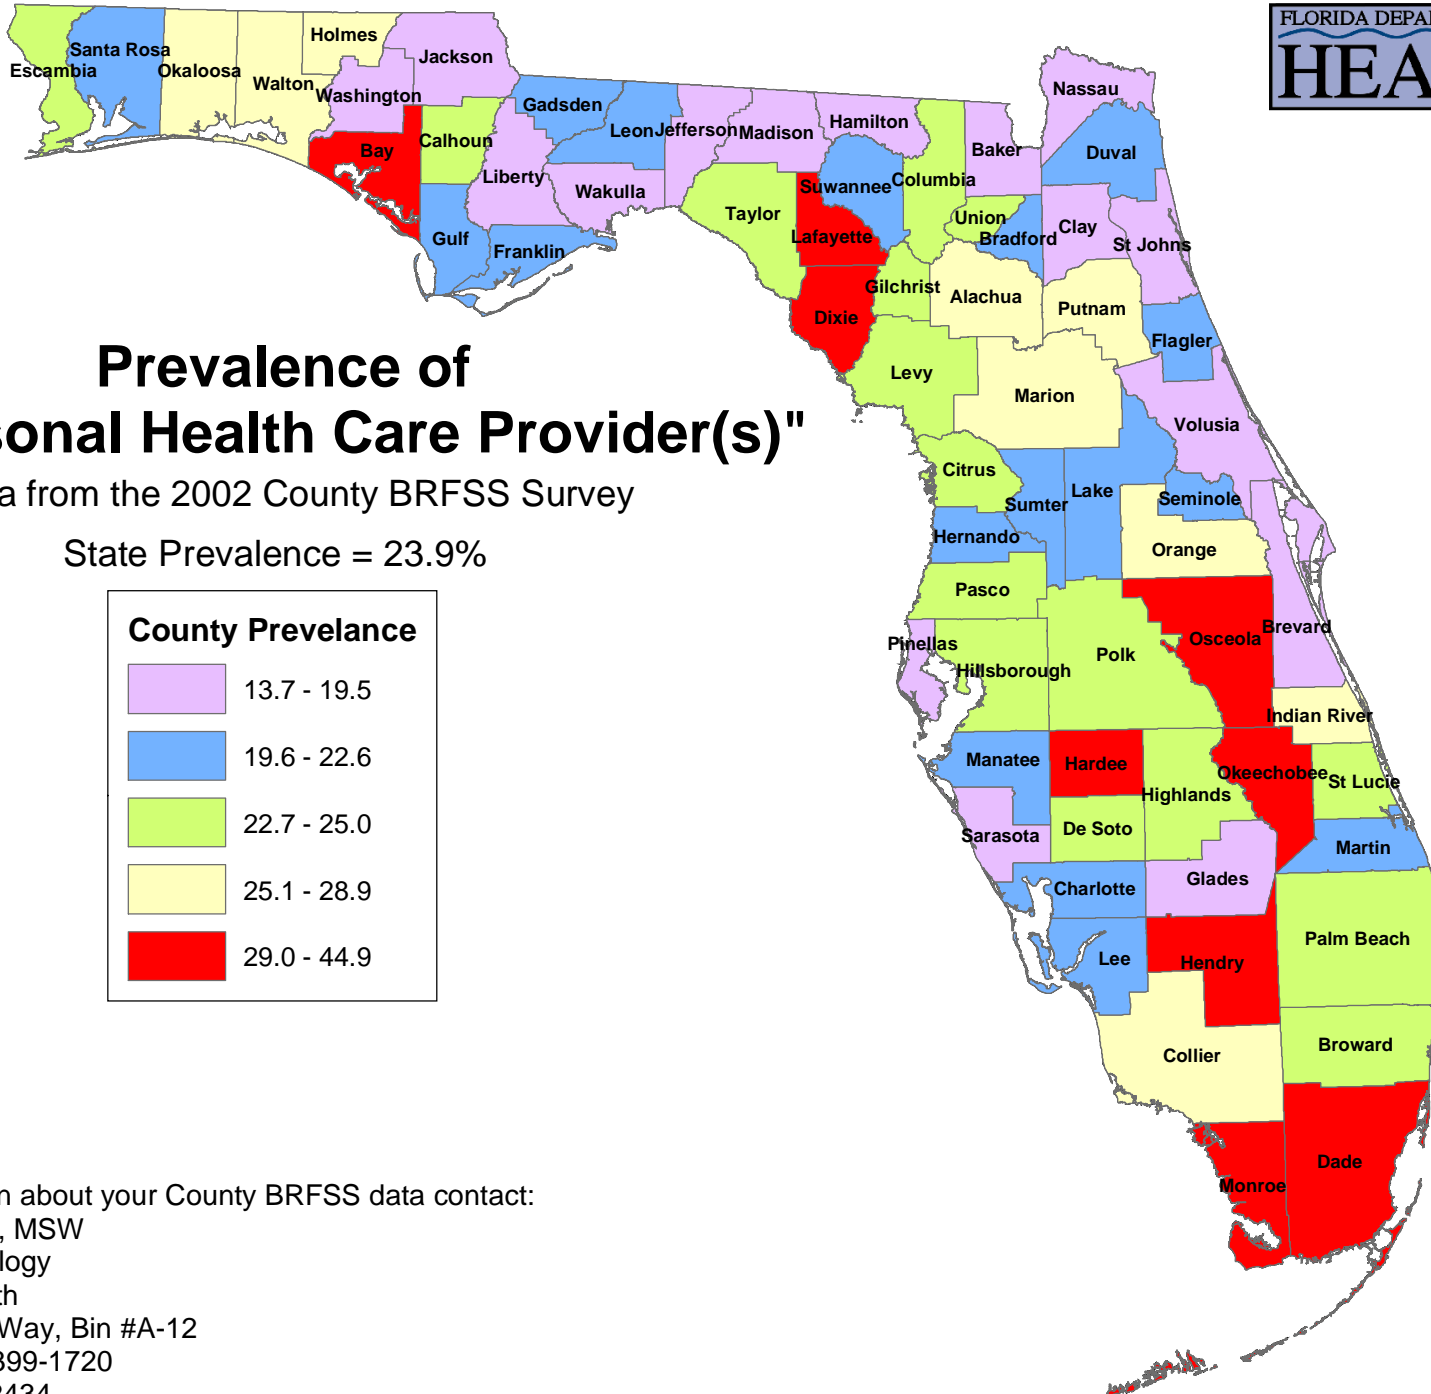 FLORIDA DEPA
HEA
Holmes
Santa Rosa
Jackson
Escambia
Okaloosa
Walton
Washington
Nassau
Gadsden
Leon
Jefferson
Madison
Hamilton
Calhoun
Bay
Baker
Duval
Liberty
Wakulla
Suwannee
Columbia
Taylor
Union
Clay
Lafayette
Bradford
St Johns
Gulf
Franklin
Gilchrist
Alachua
Putnam
Dixie
Flagler
Prevalence of
sonal Health Care Provider(s)"
a from the 2002 County BRFSS Survey
State Prevalence = 23.9%
Levy
Marion
Volusia
Citrus
Sumter
Lake
Seminole
Hernando
Orange
Pasco
Brevard
Pinellas
Hillsborough
Polk
Osceola
Indian River
Manatee
Hardee
Okeechobee
St Lucie
Highlands
Sarasota
De Soto
Martin
Charlotte
Glades
Palm Beach
Lee
Hendry
Broward
Collier
Dade
Monroe
County Prevelance
13.7 - 19.5
19.6 - 22.6
22.7 - 25.0
25.1 - 28.9
29.0 - 44.9
n about your County BRFSS data contact:
, MSW
logy
th
Way, Bin #A-12
399-1720
2434